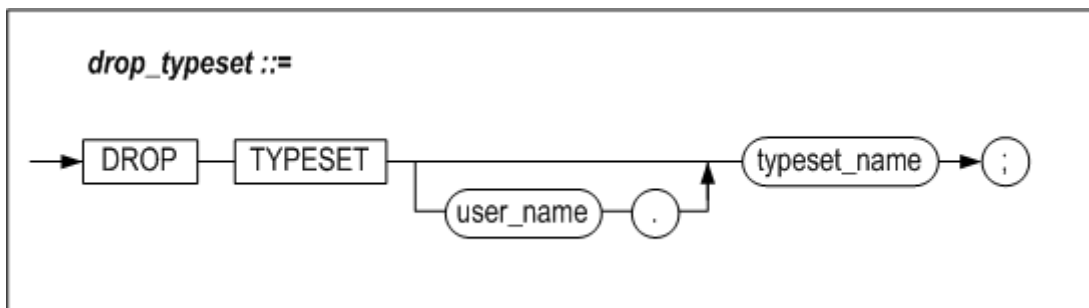 drop_typeset ::=
DROP TYPESET typeset_name ;
user_name .